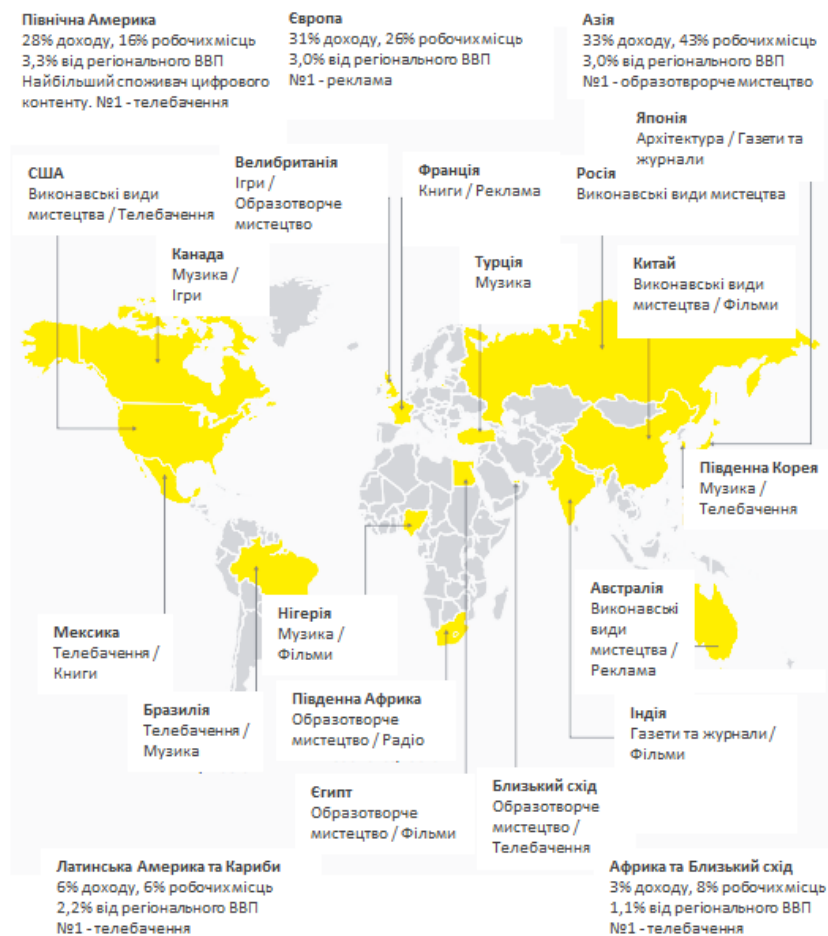 Північна Америка
28% доходу, 16% робочих місць
3,3% від регіонального ВВП
Найбільший споживач цифрового
контенту. №1 - телебачення
Європа
31% доходу, 26% робочих місць
3,0% від регіонального ВВП
№1 - реклама
Азія
33% доходу, 43% робочих місць
3,0% від регіонального ВВП
№1 - образотврорче мистецтво
Японія
Архітектура / Газети та
журнали
США
Виконавські види
мистецтва / Телебачення
Велибританія
Ігри /
Образотворче
мистецтво
Франція
Книги / Реклама
Росія
Виконавські види мистецтва
Канада
Музика /
Ігри
Турція
Музика
Китай
Виконавські види
мистецтва / Фільми
Південна Корея
Музика /
Телебачення
Австралія
Виконавські
види
мистецтва /
Реклама
Мексика
Телебачення /
Книги
Нігерія
Музика /
Фільми
Бразилія
Телебачення /
Музика
Південна Африка
Образотворче
мистецтво / Радіо
Індія
Газети та журнали /
Фільми
Єгипт
Образотворче
мистецтво / Фільми
Близький схід
Образотворче
мистецтво /
Телебачення
Латинська Америка та Кариби
6% доходу, 6% робочих місць
2,2% від регіонального ВВП
№1 - телебачення
Африка та Близький схід
3% доходу, 8% робочих місць
1,1% від регіонального ВВП
№1 - телебачення